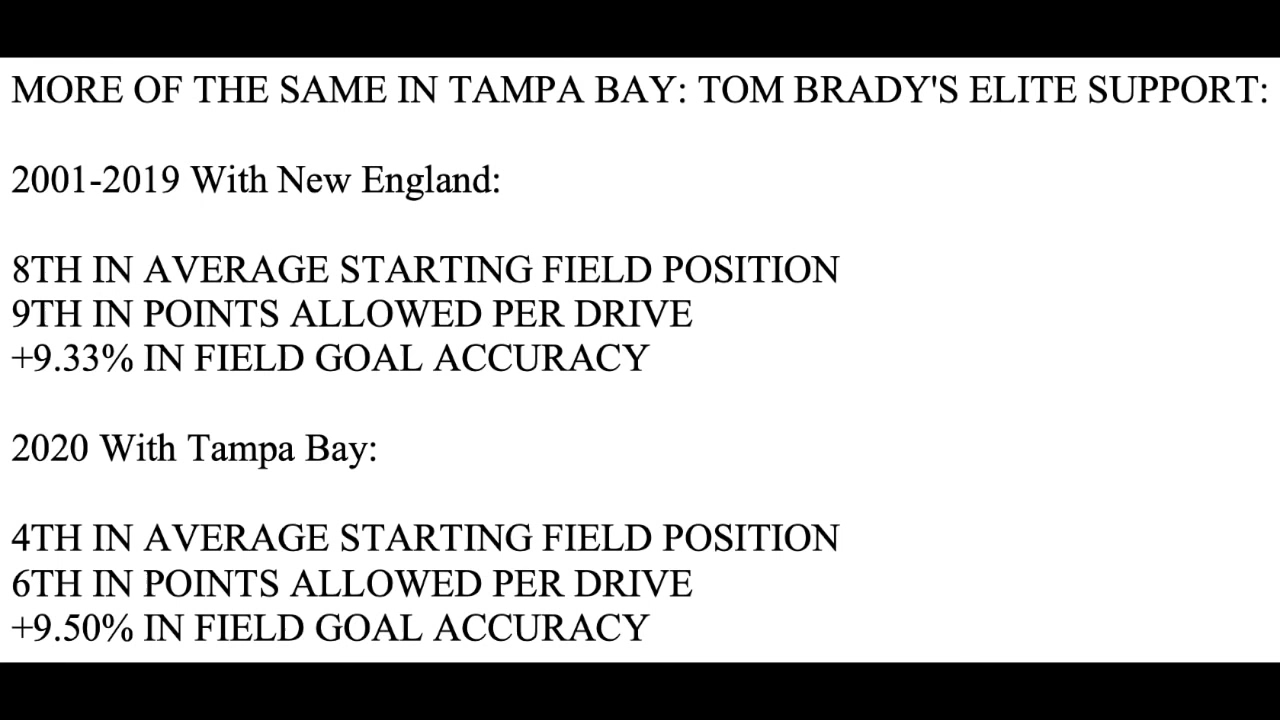 MORE OF THE SAME IN TAMPA BAY: TOM BRADY'S ELITE SUPPORT:
2001-2019 With New England:
8TH IN AVERAGE STARTING FIELD POSITION
9TH IN POINTS ALLOWED PER DRIVE
+9.33% IN FIELD GOAL ACCURACY
2020 With Tampa Bay:
4TH IN AVERAGE STARTING FIELD POSITION
6TH IN POINTS ALLOWED PER DRIVE
+9.50% IN FIELD GOAL ACCURACY